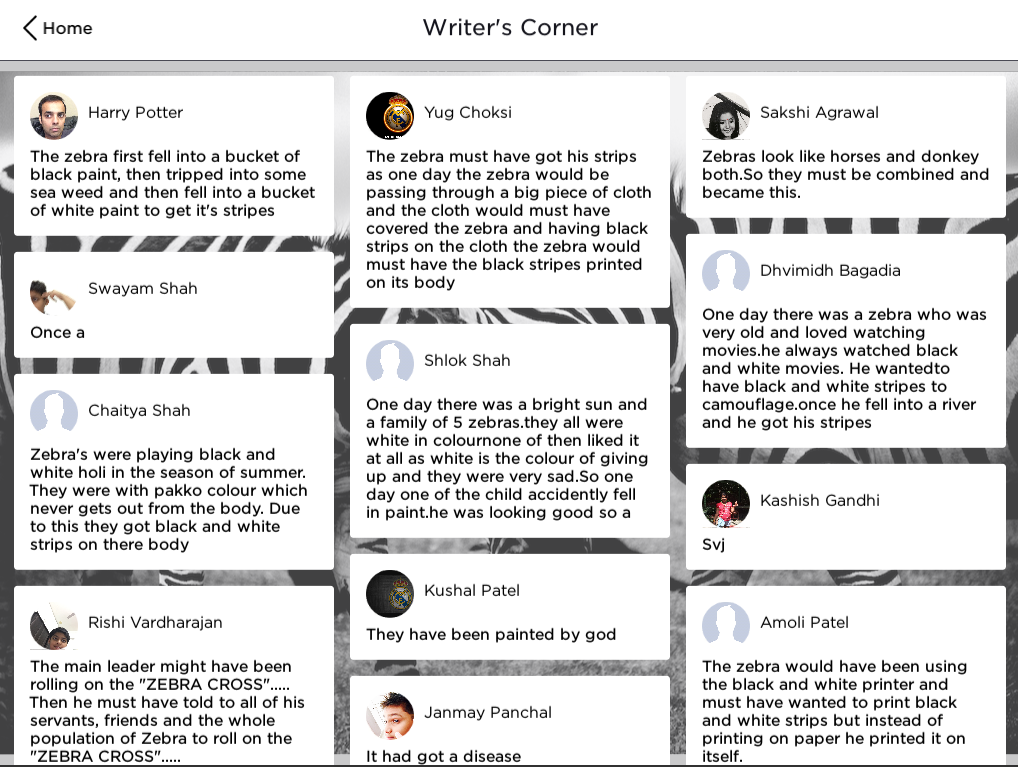 Home
Writer's Corner
Harry Potter
The zebra first fell into a bucket of
black paint, then tripped into some
sea weed and then fell into a bucket
of white paint to get it's stripes
Swayam Shah
Once a
Chaitya Shah
Zebra's were playing black and
white holi in the season of summer.
They were with pakko colour which
never gets out from the body. Due
to this they got black and white
strips on there body
Rishi Vardharajan
The main leader might have been
rolling on the "ZEBRA CROSS".....
Then he must have told to all of his
servants, friends and the whole
population of Zebra to roll on the
"ZEBRA CROSS".....
Yug Choksi
The zebra must have got his strips
as one day the zebra would be
passing through a big piece of cloth
and the cloth would must have
covered the zebra and having black
strips on the cloth the zebra would
must have the black stripes printed
on its body
Shlok Shah
One day there was a bright sun and
a family of 5 zebras.they all were
white in colournone of then liked it
at all as white is the colour of giving
up and they were very sad.So one
day one of the child accidently fell
in paint.he was looking good so a
Kushal Patel
They have been painted by god
Janmay Panchal
It had got a disease
Sakshi Agrawal
Zebras look like horses and donkey
both.So they must be combined and
became this.
Dhvimidh Bagadia
One day there was a zebra who was
very old and loved watching
movies.he always watched black
and white movies. He wantedto
have black and white stripes to
camouflage.once he fell into a river
and he got his stripes
Kashish Gandhi
Svj
Amoli Patel
The zebra would have been using
the black and white printer and
must have wanted to print black
and white strips but instead of
printing on paper he printed it on
itself.